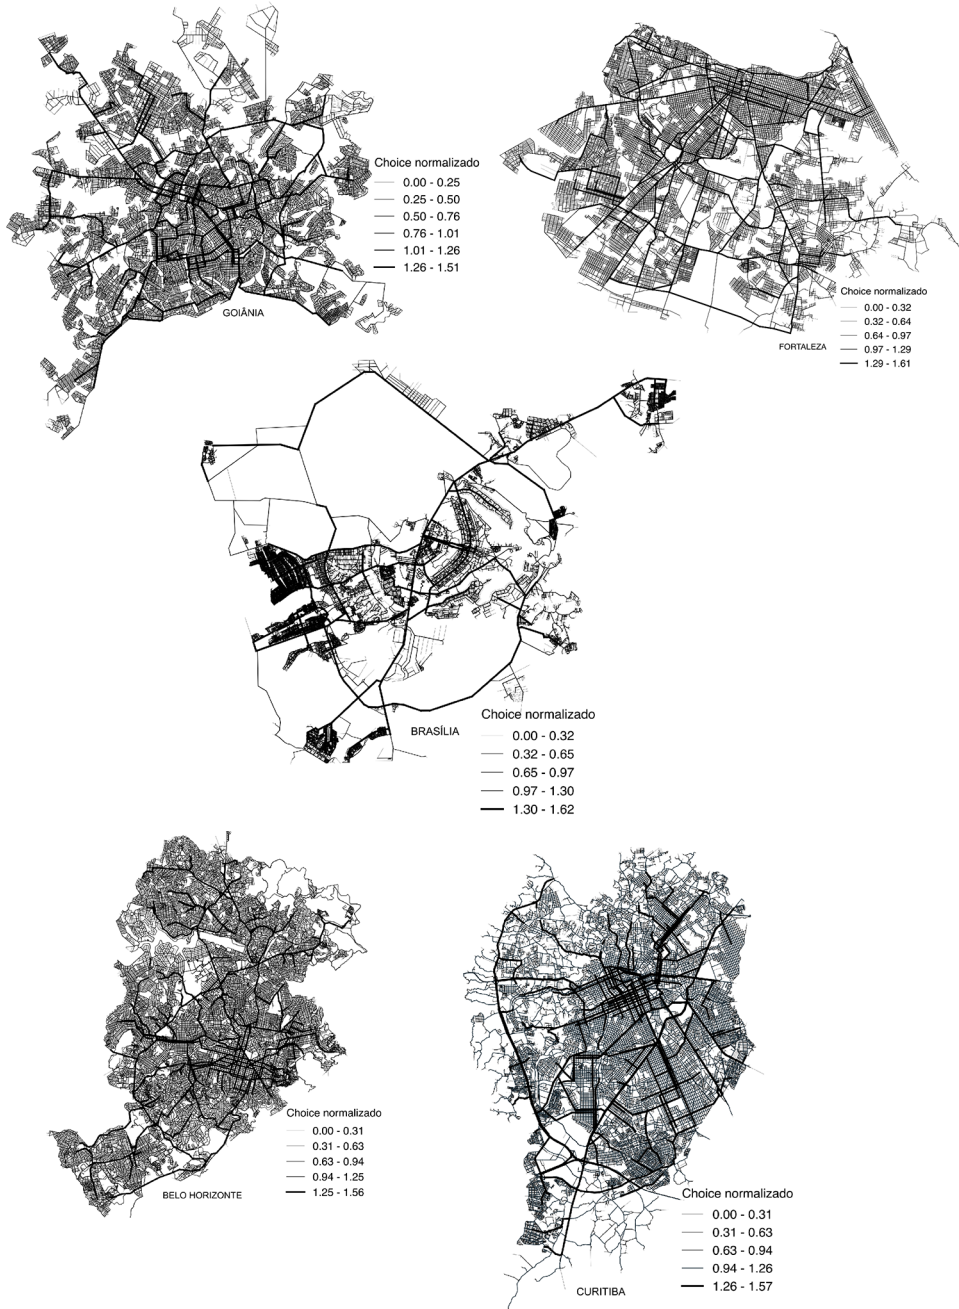 Choice normalizado
0.00 - 0.25
0.25 - 0.50
0.50 - 0.76
0.76 - 1.01
1.01 - 1.26
1.26 - 1.51
GOIÂNIA
Choice normalizado
0.00 - 0.32
0.32 - 0.64
0.64 - 0.97
0.97 - 1.29
1.29 - 1.61
FORTALEZA
Choice normalizado
0.00 - 0.32
0.32 - 0.65
0.65 - 0.97
0.97 - 1.30
1.30 - 1.62
BRASÍLIA
Choice normalizado
0.00 - 0.31
0.31 - 0.63
0.63 - 0.94
0.94 - 1.25
1.25 - 1.56
BELO HORIZONTE
Choice normalizado
0.00 - 0.31
0.31 - 0.63
0.63 - 0.94
0.94 - 1.26
1.26 - 1.57
CURITIBA